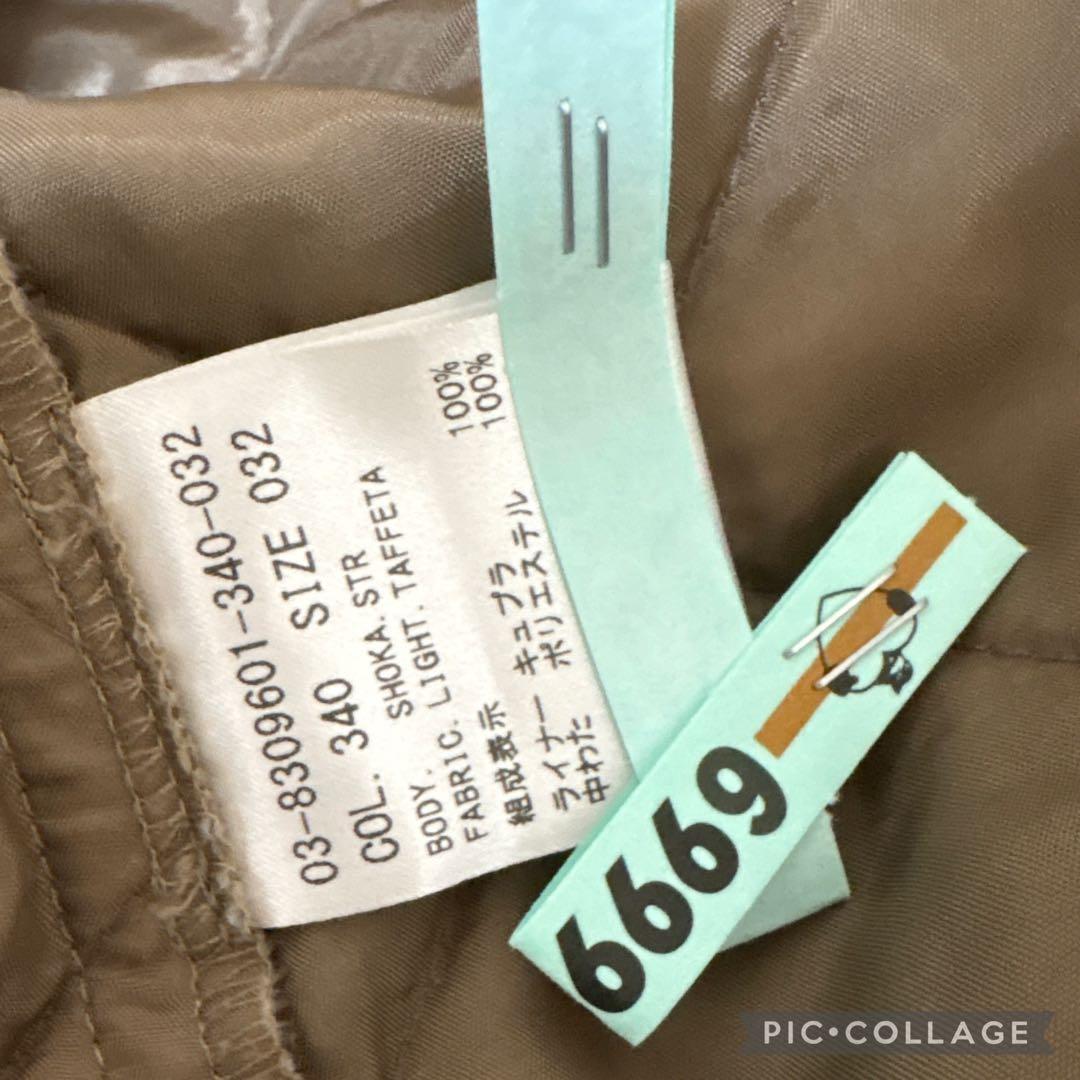 03-8309601-340-032
COL. 340 SIZE 032
BODY. SHOKA.STR
FABRIC. LIGHT.TAFFETA
組成表示
ライナー キュプラ 100%
中わた ポリエステル 100%
6669
PIC•COLLAGE